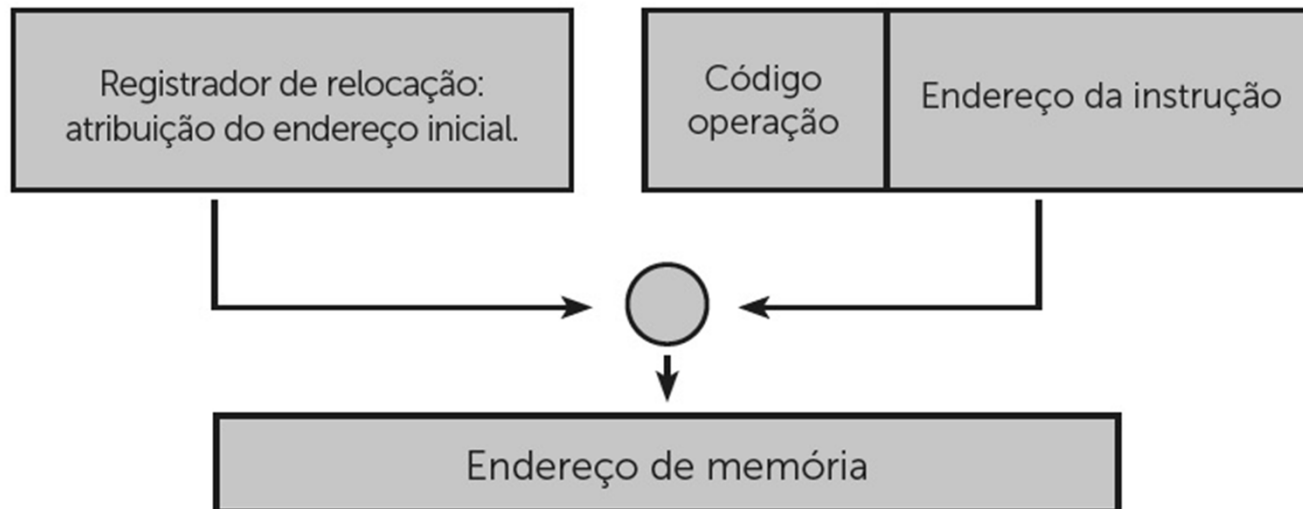 Registrador de relocação:
atribuição do endereço inicial.
Código
operação
Endereço da instrução
Endereço de memória